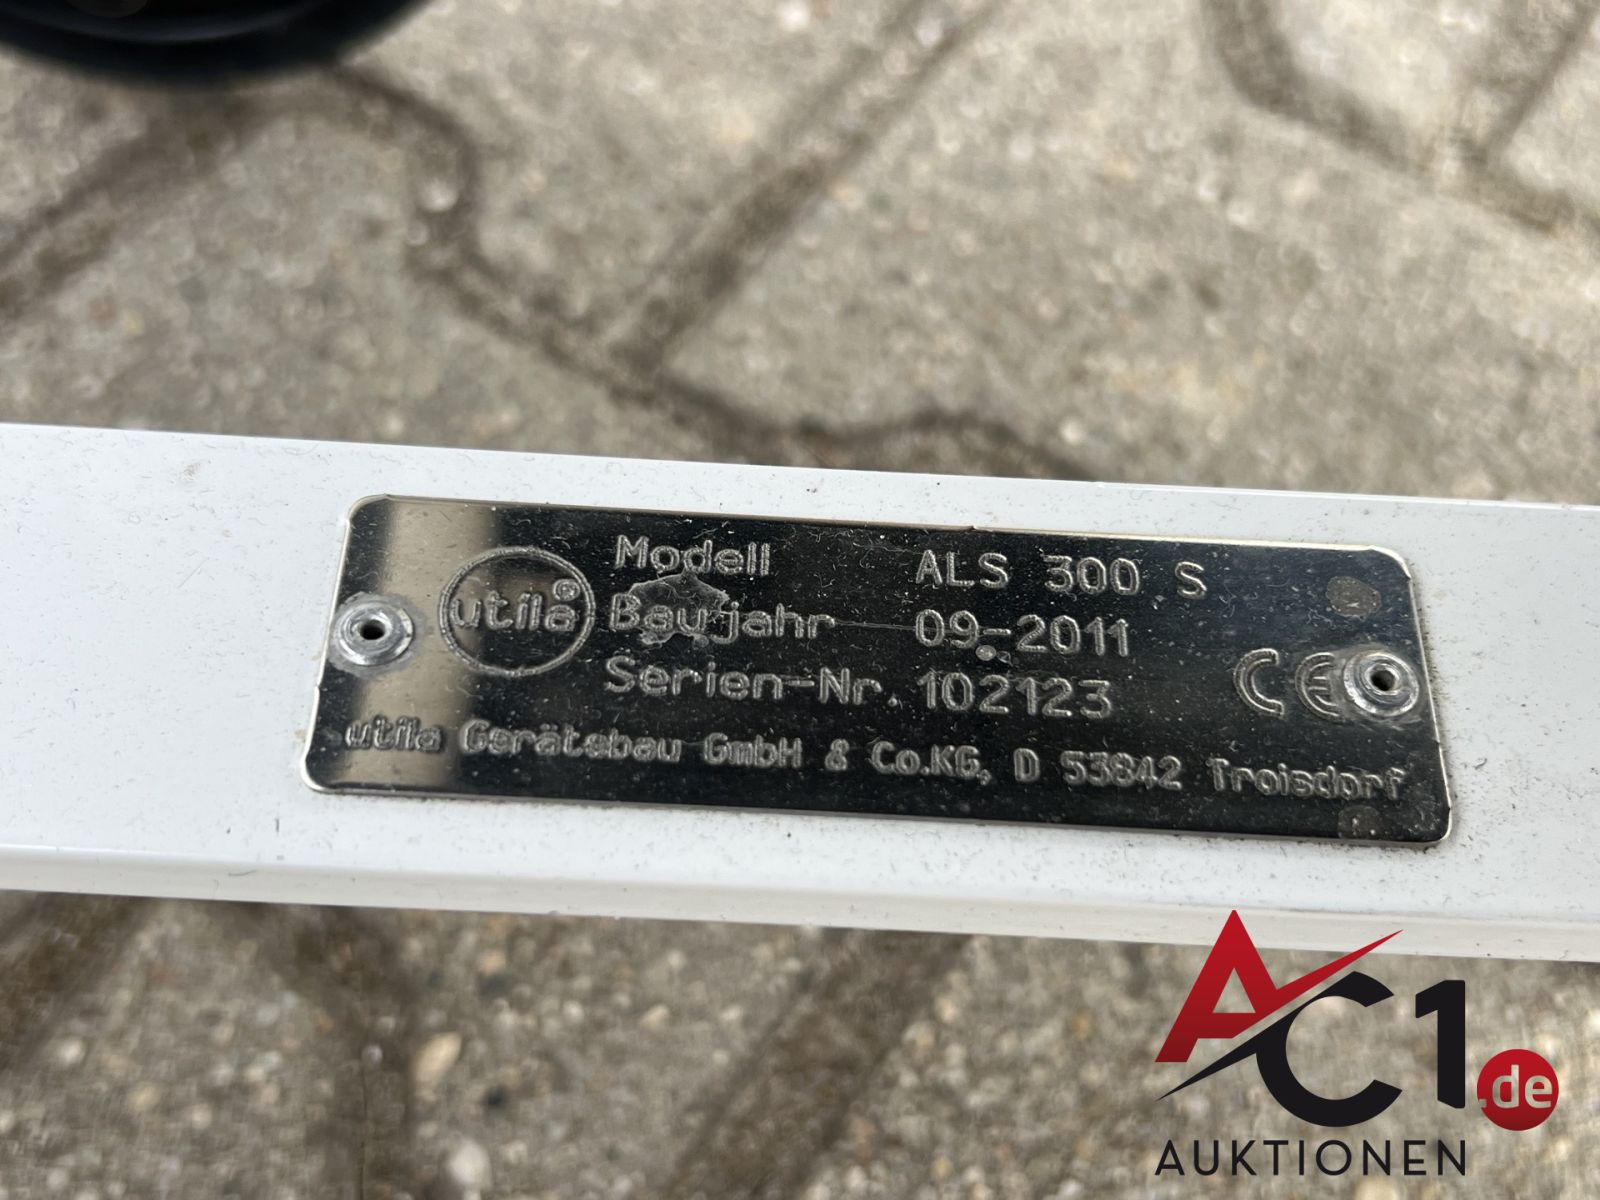 utila®
Modell ALS 300 S
Baujahr 09-2011
Serien-Nr. 102123
CE
utila Gerätebau GmbH & Co.KG, D 53842 Troisdorf
AC1.de
AUKTIONEN